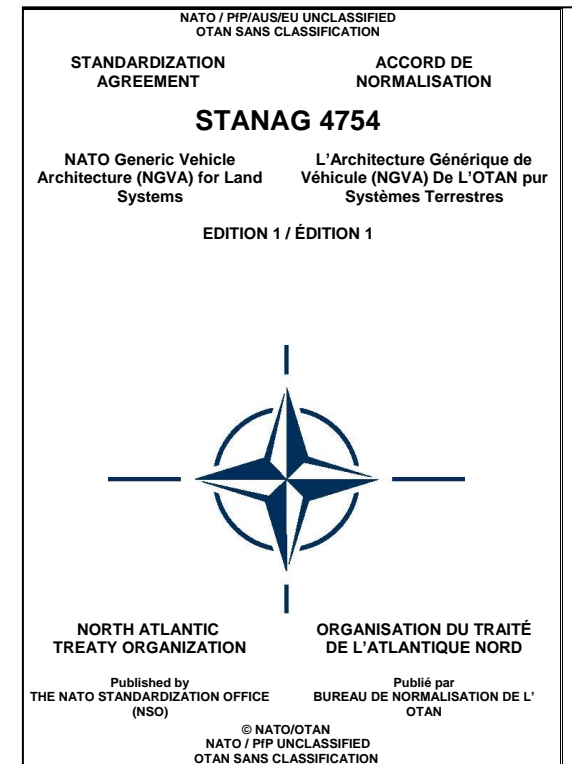 NATO / PfP/AUS/EU UNCLASSIFIED
OTAN SANS CLASSIFICATION
STANDARDIZATION
AGREEMENT
ACCORD DE
NORMALISATION
STANAG 4754
NATO Generic Vehicle
Architecture (NGVA) for Land
Systems
L'Architecture Générique de
Véhicule (NGVA) De L'OTAN pur
Systèmes Terrestres
EDITION 1 / ÉDITION 1
NORTH ATLANTIC
TREATY ORGANIZATION
ORGANISATION DU TRAITÉ
DE L'ATLANTIQUE NORD
Published by
THE NATO STANDARDIZATION OFFICE
(NSO)
Publié par
BUREAU DE NORMALISATION DE L'
OTAN
© NATO/OTAN
NATO / PfP UNCLASSIFIED
OTAN SANS CLASSIFICATION